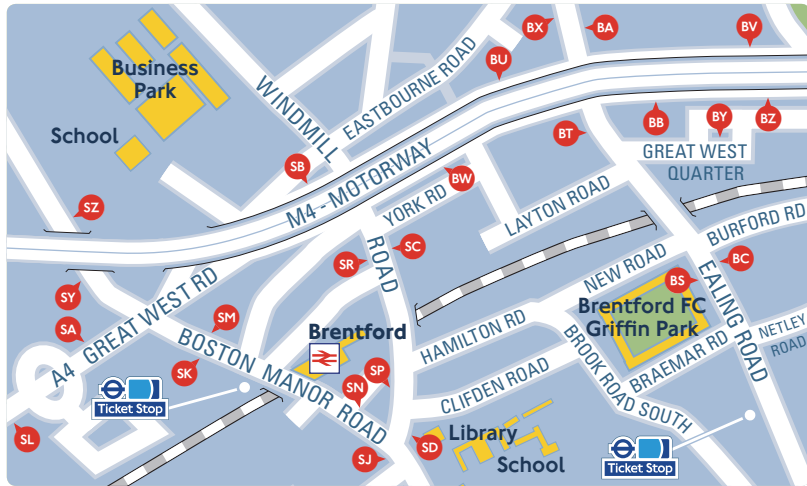 BX
BA
BV
BU
Business
Park
EASTBOURNE ROAD
WINDMILL
ROAD
School
BT
BB
BY
BZ
GREAT WEST
QUARTER
SB
M4 - MOTORWAY
BW
YORK RD
LAYTON ROAD
SZ
SC
SR
BURFORD RD
BC
NEW ROAD
BS
EALING ROAD
SY
SA
A4 GREAT WEST RD
SM
BOSTON MANOR ROAD
Brentford
Brentford FC
Griffin Park
HAMILTON RD
BROOK ROAD SOUTH
BRAEMAR RD
NETLEY
ROAD
SK
SN
SP
CLIFDEN ROAD
Ticket Stop
SL
SJ
SD
Library
School
Ticket Stop